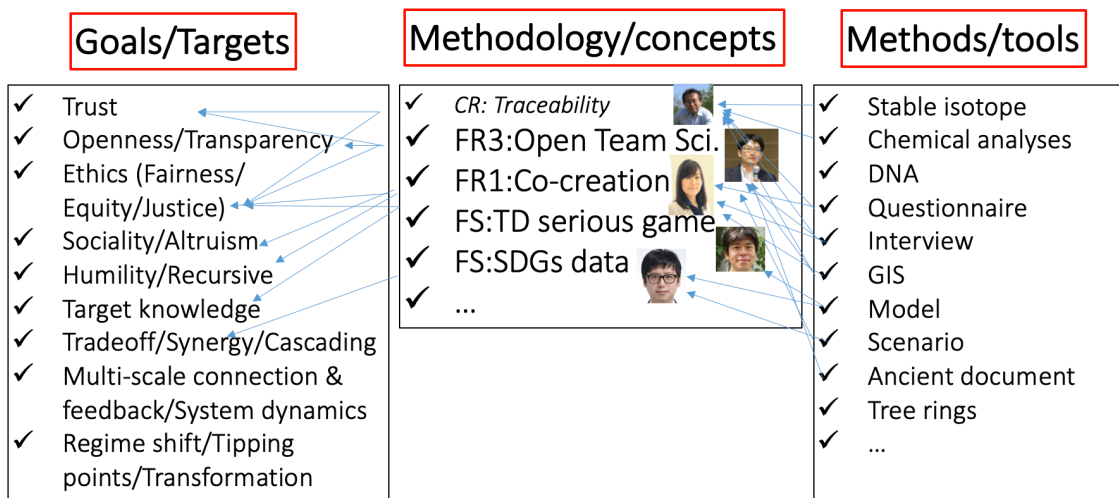 Goals/Targets
✓ Trust
✓ Openness/Transparency
✓ Ethics (Fairness/
Equity/Justice)
✓ Sociality/Altruism
✓ Humility/Recursive
✓ Target knowledge
✓ Tradeoff/Synergy/Cascading
✓ Multi-scale connection &
feedback/System dynamics
✓ Regime shift/Tipping
points/Transformation
Methodology/concepts
✓ CR: Traceability
✓ FR3:Open Team Sci.
✓ FR1:Co-creation
✓ FS:TD serious game
✓ FS:SDGs data
✓ ...
Methods/tools
✓ Stable isotope
✓ Chemical analyses
✓ DNA
✓ Questionnaire
✓ Interview
✓ GIS
✓ Model
✓ Scenario
✓ Ancient document
✓ Tree rings
✓ ...